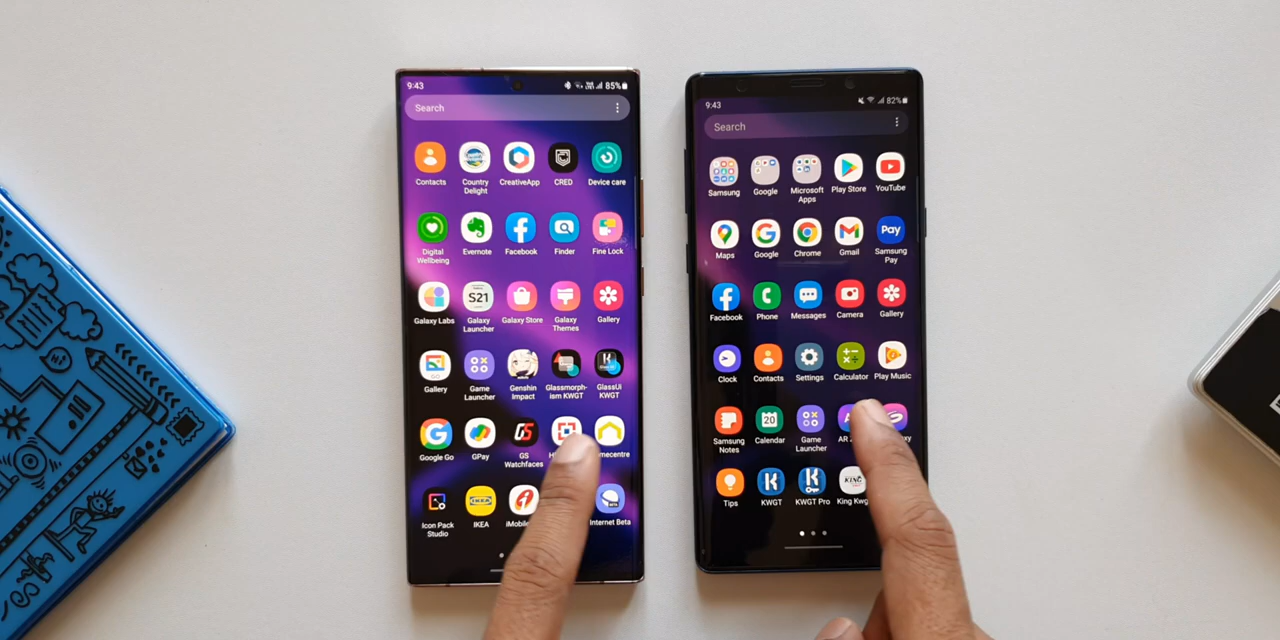 9:43
85%
Search
Contacts
Country
Delight
CreativeApp
CRED
Device care
Digital
Wellbeing
Evernote
Facebook
Finder
Fine Lock
Galaxy Labs
S21
Galaxy
Launcher
Galaxy Store
Galaxy
Themes
Gallery
GO
Gallery
Game
Launcher
Genshin
Impact
Glassmorph-
ism KWGT
GlassUi
KWGT
Google Go
GPay
GS
GS
Watchfaces
Icon Pack
Studio
IKEA
IKEA
Internet Beta
9:43
82%
Search
Samsung
Google
Microsoft
Apps
Play Store
YouTube
Maps
Google
Chrome
Gmail
Pay
Samsung
Pay
Facebook
Phone
Messages
Camera
Gallery
Clock
Contacts
Settings
Calculator
Play Music
Samsung
Notes
20
Calendar
Game
Launcher
AR
Tips
KWGT
KWGT Pro
KING